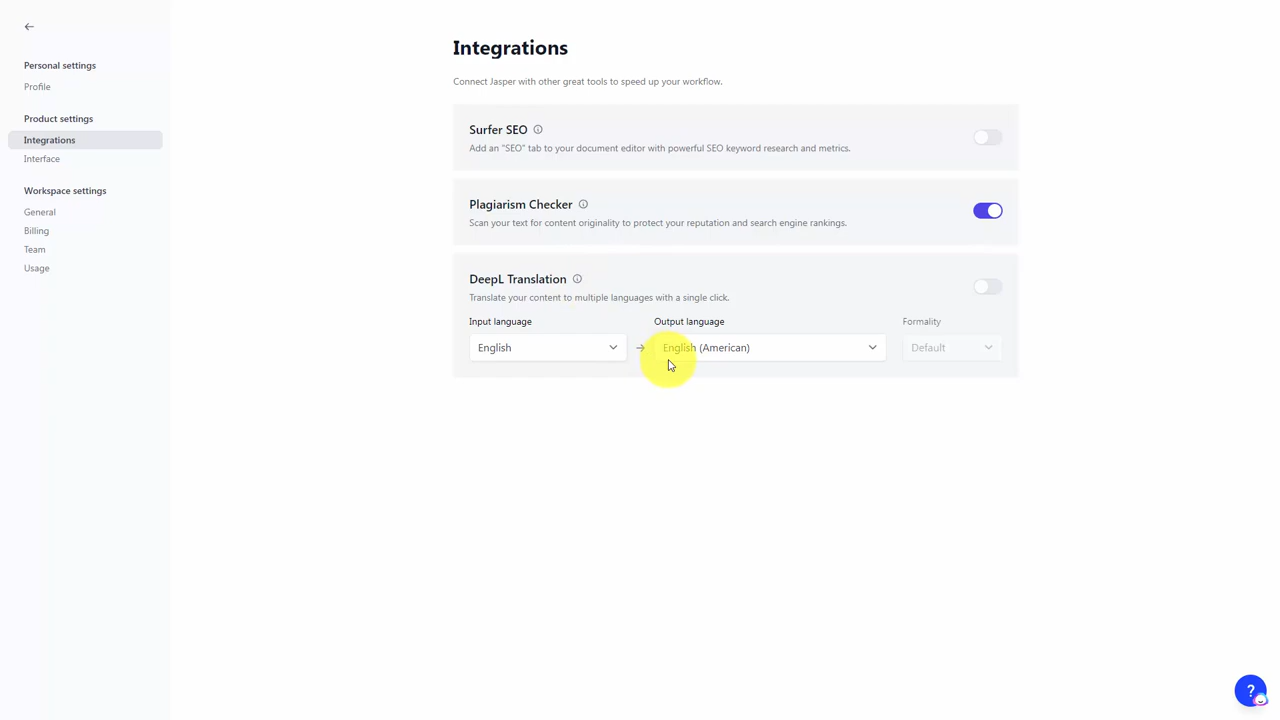 Personal settings
Profile
Product settings
Integrations
Interface
Workspace settings
General
Billing
Team
Usage
Integrations
Connect Jasper with other great tools to speed up your workflow.
Surfer SEO
Add an "SEO" tab to your document editor with powerful SEO keyword research and metrics.
Plagiarism Checker
Scan your text for content originality to protect your reputation and search engine rankings.
DeepL Translation
Translate your content to multiple languages with a single click.
Input language Output language Formality
English → English (American) Default
?